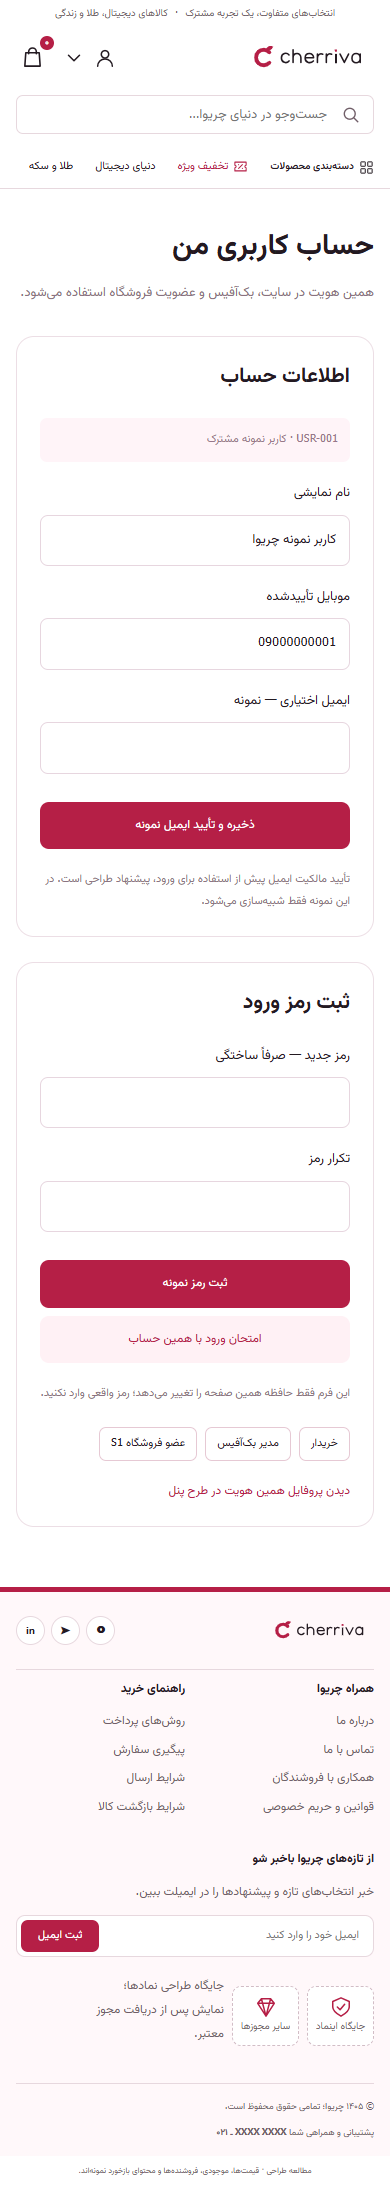 انتخاب‌های متفاوت، یک تجربه مشترک · کالاهای دیجیتال، طلا و زندگی
cherriva
جست‌وجو در دنیای چریوا...
دسته‌بندی محصولات
تخفیف ویژه
دنیای دیجیتال
طلا و سکه
حساب کاربری من
همین هویت در سایت، بک‌آفیس و عضویت فروشگاه استفاده می‌شود.
اطلاعات حساب
USR-001 · کاربر نمونه مشترک
نام نمایشی
کاربر نمونه چریوا
موبایل تأییدشده
09000000001
ایمیل اختیاری — نمونه
ذخیره و تأیید ایمیل نمونه
تأیید مالکیت ایمیل پیش از استفاده برای ورود، پیشنهاد طراحی است. در
این نمونه فقط شبیه‌سازی می‌شود.
ثبت رمز ورود
رمز جدید — صرفاً ساختگی
تکرار رمز
ثبت رمز نمونه
امتحان ورود با همین حساب
این فرم فقط حافظه همین صفحه را تغییر می‌دهد؛ رمز واقعی وارد نکنید.
خریدار
مدیر بک‌آفیس
عضو فروشگاه S1
دیدن پروفایل همین هویت در طرح پنل
cherriva
in
همراه چریوا
درباره ما
تماس با ما
همکاری با فروشندگان
قوانین و حریم خصوصی
راهنمای خرید
روش‌های پرداخت
پیگیری سفارش
شرایط ارسال
شرایط بازگشت کالا
از تازه‌های چریوا باخبر شو
خبر انتخاب‌های تازه و پیشنهادها را در ایمیلت ببین.
ایمیل خود را وارد کنید
ثبت ایمیل
جایگاه اینماد
سایر مجوزها
جایگاه طراحی نمادها؛
نمایش پس از دریافت مجوز
معتبر.
© ۱۴۰۵ چریوا؛ تمامی حقوق محفوظ است.
پشتیبانی و همراهی شما ۰۲۱ ـ XXXX XXXX
مطالعه طراحی · قیمت‌ها، موجودی، فروشنده‌ها و محتوای بازخورد نمونه‌اند.